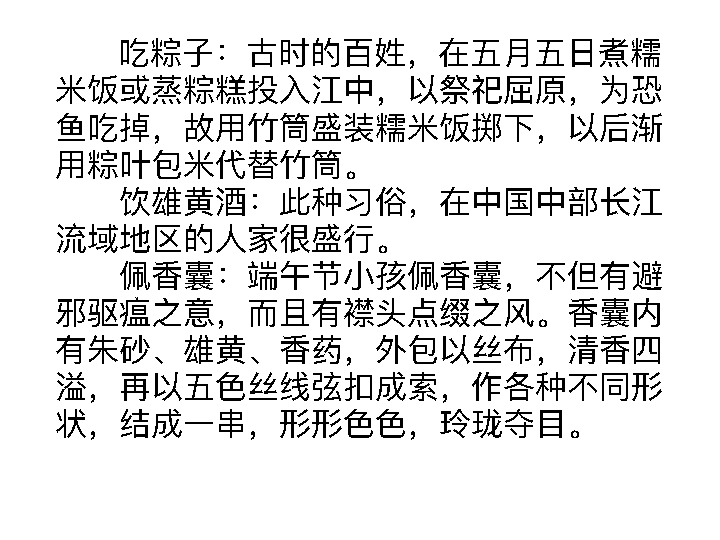 吃粽子：古时的百姓，在五月五日煮糯
米饭或蒸粽糕投入江中，以祭祀屈原，为恐
鱼吃掉，故用竹筒盛装糯米饭掷下，以后渐
用粽叶包米代替竹筒。
饮雄黄酒：此种习俗，在中国中部长江
流域地区的人家很盛行。
佩香囊：端午节小孩佩香囊，不但有避
邪驱瘟之意，而且有襟头点缀之风。香囊内
有朱砂、雄黄、香药，外包以丝布，清香四
溢，再以五色丝线弦扣成索，作各种不同形
状，结成一串，形形色色，玲珑夺目。